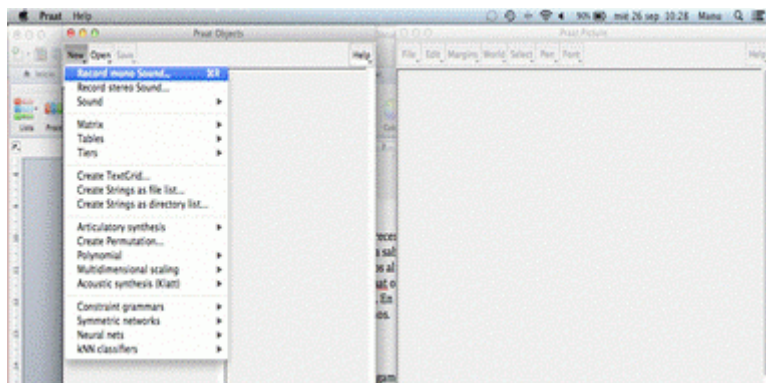 Praat Help 90% mié 26 sep 10:28 Manu
Praat Objects
Praat Picture
New Open Save Help
File Edit Margins World Select Pen Font Help
Record mono Sound... ⌘R
Record stereo Sound...
Sound
Matrix
Tables
Tiers
Create TextGrid...
Create Strings as file list...
Create Strings as directory list...
Articulatory synthesis
Create Permutation...
Polynomial
Multidimensional scaling
Acoustic synthesis (Klatt)
Constraint grammars
Symmetric networks
Neural nets
kNN classifiers